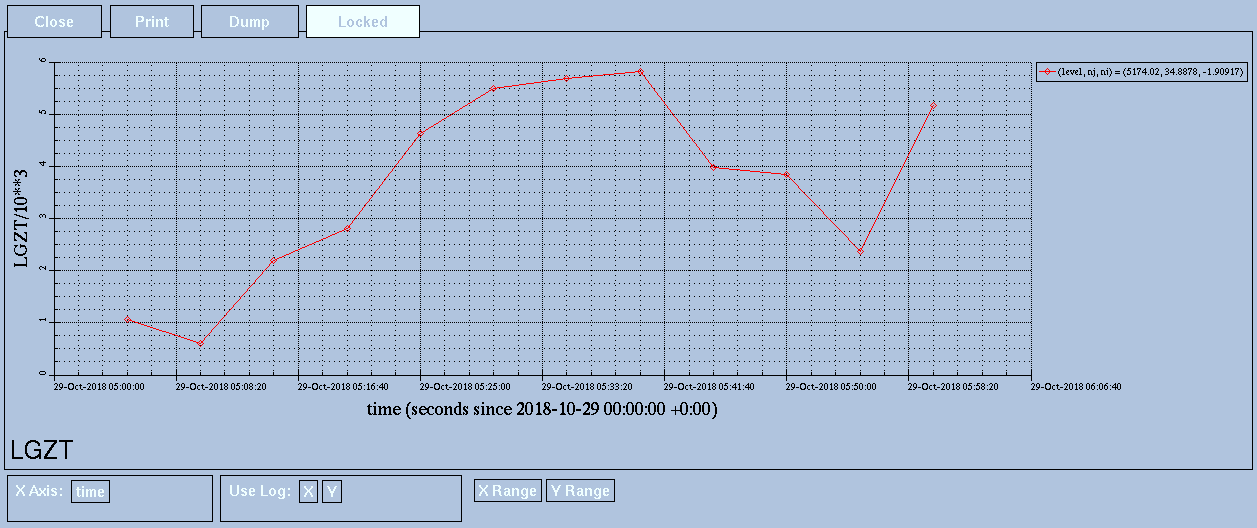 Close Print Dump Locked
(level, nj, ni) = (5174.02, 34.8878, -1.90917)
6
5
4
3
2
1
0
LGZT/10**3
29-Oct-2018 05:00:00 29-Oct-2018 05:08:20 29-Oct-2018 05:16:40 29-Oct-2018 05:25:00 29-Oct-2018 05:33:20 29-Oct-2018 05:41:40 29-Oct-2018 05:50:00 29-Oct-2018 05:58:20 29-Oct-2018 06:06:40
time (seconds since 2018-10-29 00:00:00 +0:00)
LGZT
X Axis: time Use Log: X Y X Range Y Range